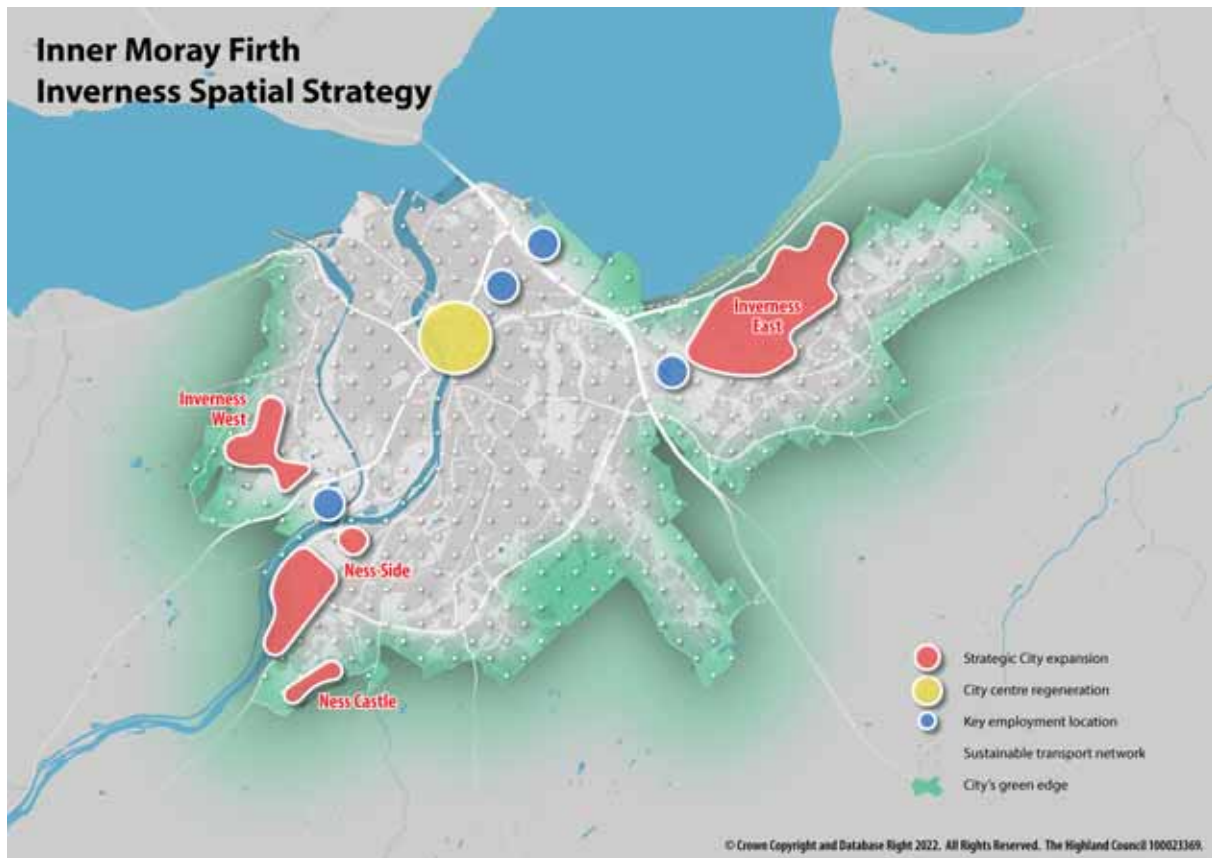 Inner Moray Firth
Inverness Spatial Strategy
Inverness
East
Inverness
West
Ness-Side
Ness Castle
Strategic City expansion
City centre regeneration
Key employment location
Sustainable transport network
City's green edge
© Crown Copyright and Database Right 2022. All Rights Reserved. The Highland Council 100023369.